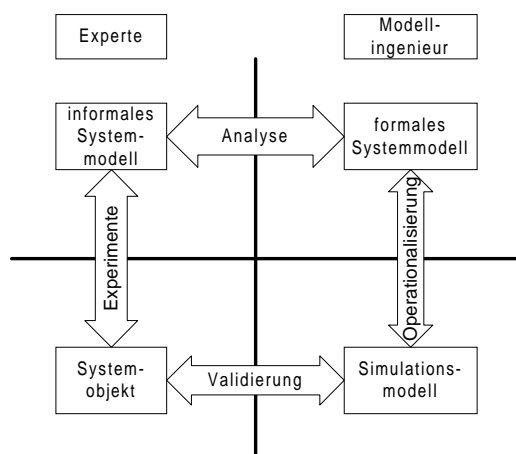 Experte
Modell-
ingenieur
informales
System-
modell
Analyse
formales
Systemmodell
Experimente
Operationalisierung
System-
objekt
Validierung
Simulations-
modell